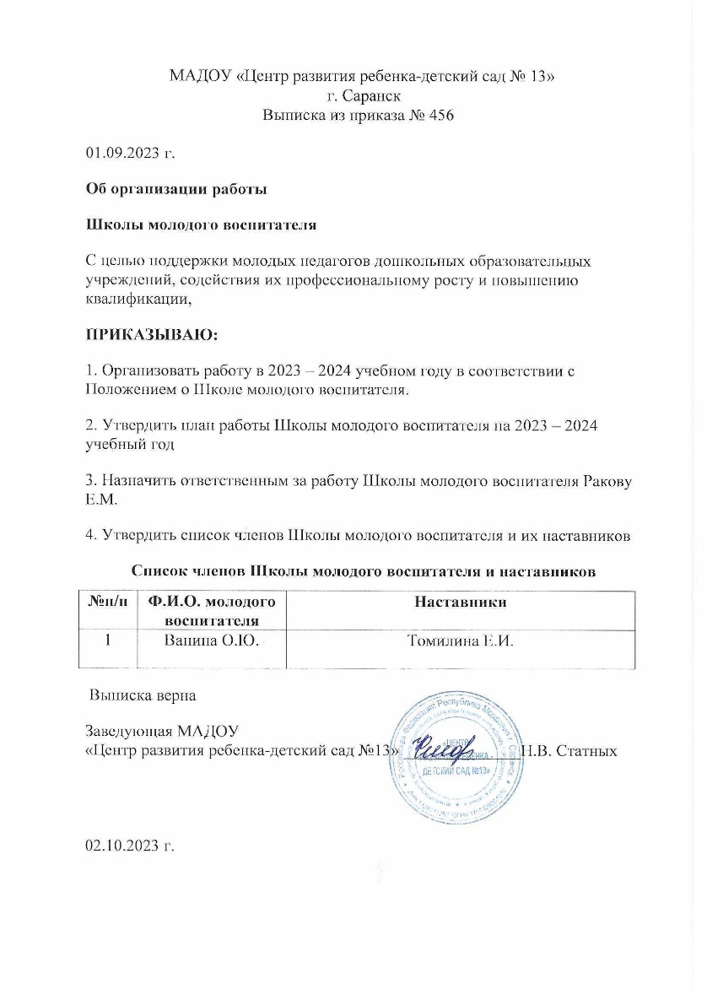 МАДОУ «Центр развития ребенка-детский сад № 13»
г. Саранск
Выписка из приказа № 456
01.09.2023 г.
Об организации работы
Школы молодого воспитателя
С целью поддержки молодых педагогов дошкольных образовательных
учреждений, содействия их профессиональному росту и повышению
квалификации,
ПРИКАЗЫВАЮ:
1. Организовать работу в 2023 – 2024 учебном году в соответствии с
Положением о Школе молодого воспитателя.
2. Утвердить план работы Школы молодого воспитателя на 2023 – 2024
учебный год
3. Назначить ответственным за работу Школы молодого воспитателя Ракову
Е.М.
4. Утвердить список членов Школы молодого воспитателя и их наставников
Список членов Школы молодого воспитателя и наставников
№п/п Ф.И.О. молодого Наставники
воспитателя
1 Ванина О.Ю. Томилина Е.И.
Выписка верна
Заведующая МАДОУ
«Центр развития ребенка-детский сад №13» Н.В. Статных
«ЦЕНТР
ДЕТСКИЙ САД №13»
02.10.2023 г.